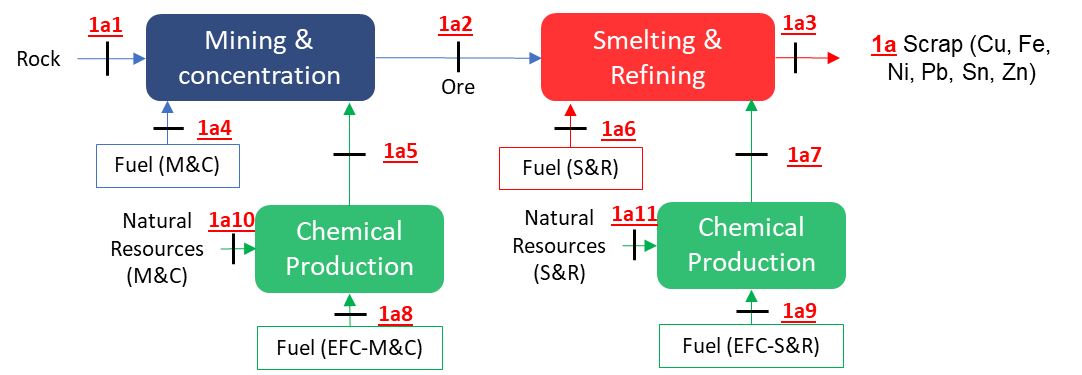 1a1
Mining &
concentration
1a2
Smelting &
Refining
1a3
Rock
Ore
1a Scrap (Cu, Fe,
Ni, Pb, Sn, Zn)
1a4
Fuel (M&C)
1a5
1a6
Fuel (S&R)
1a7
Natural
Resources
(M&C)
1a10
Chemical
Production
Natural
Resources
(S&R)
1a11
Chemical
Production
1a8
Fuel (EFC-M&C)
1a9
Fuel (EFC-S&R)